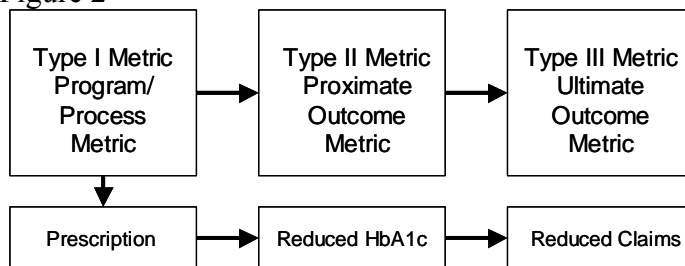 Figure 2
Type I Metric
Program/
Process
Metric
Type II Metric
Proximate
Outcome
Metric
Type III Metric
Ultimate
Outcome
Metric
Prescription
Reduced HbA1c
Reduced Claims